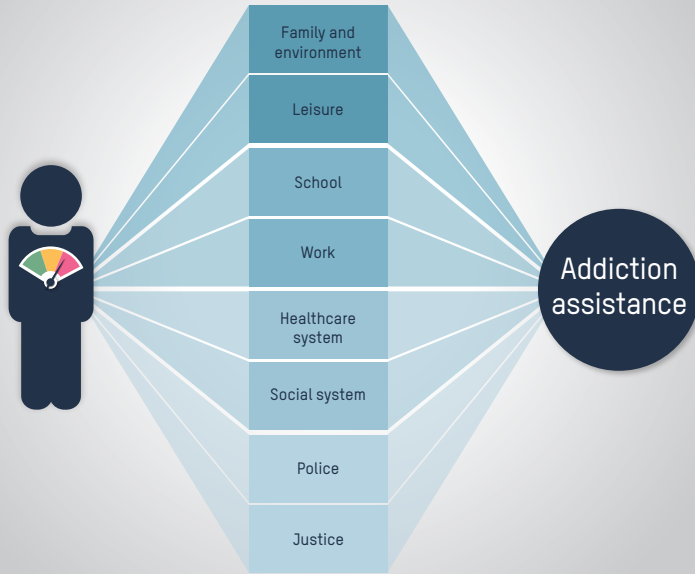 Family and
environment
Leisure
School
Work
Healthcare
system
Social system
Police
Justice
Addiction
assistance